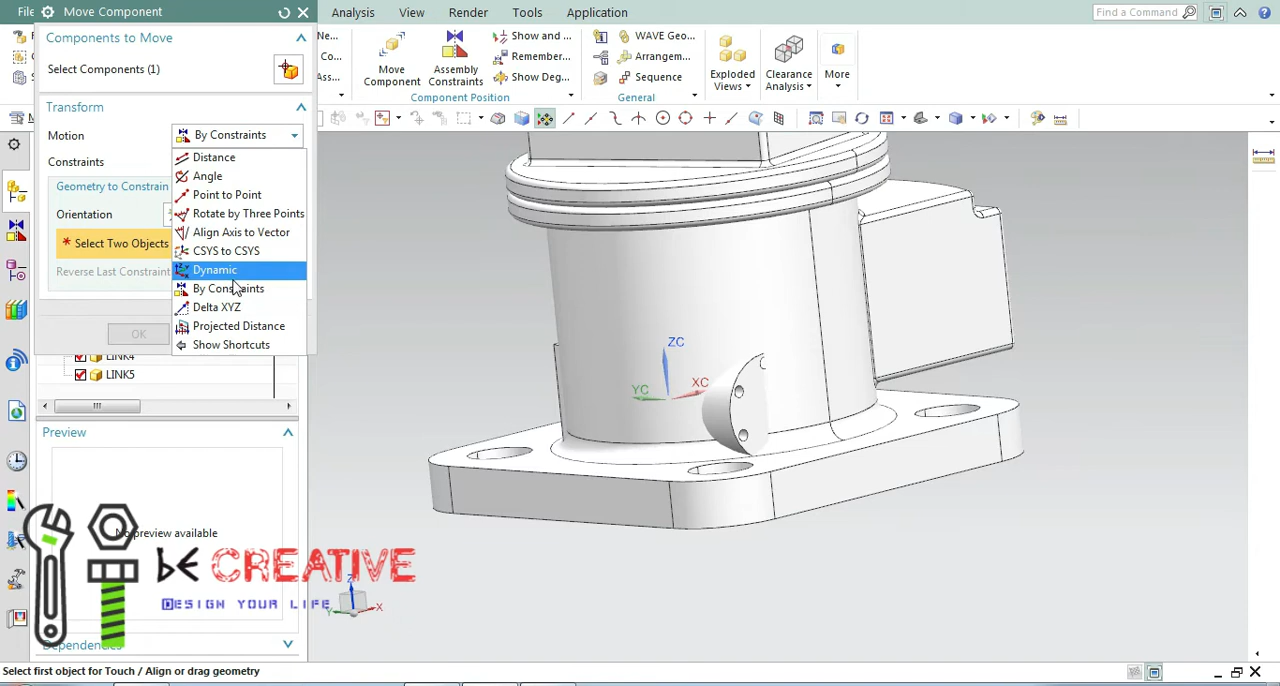 File
Move Component
Analysis
View
Render
Tools
Application
Find a Command
Components to Move
Select Components (1)
Ne...
Co...
Ass...
Move
Component
Assembly
Constraints
Show and ...
Remember...
Show Deg...
WAVE Geo...
Arrangem...
Sequence
Exploded
Views
Clearance
Analysis
More
Component Position
General
Transform
Motion
By Constraints
Constraints
Geometry to Constrain
Orientation
* Select Two Objects
Reverse Last Constraint
Distance
Angle
Point to Point
Rotate by Three Points
Align Axis to Vector
CSYS to CSYS
Dynamic
By Constraints
Delta XYZ
Projected Distance
Show Shortcuts
OK
LINK4
LINK5
Preview
No preview available
Dependencies
ZC
YC
XC
BE CREATIVE
DESIGN YOUR LIFE
Z
Y
X
Select first object for Touch / Align or drag geometry